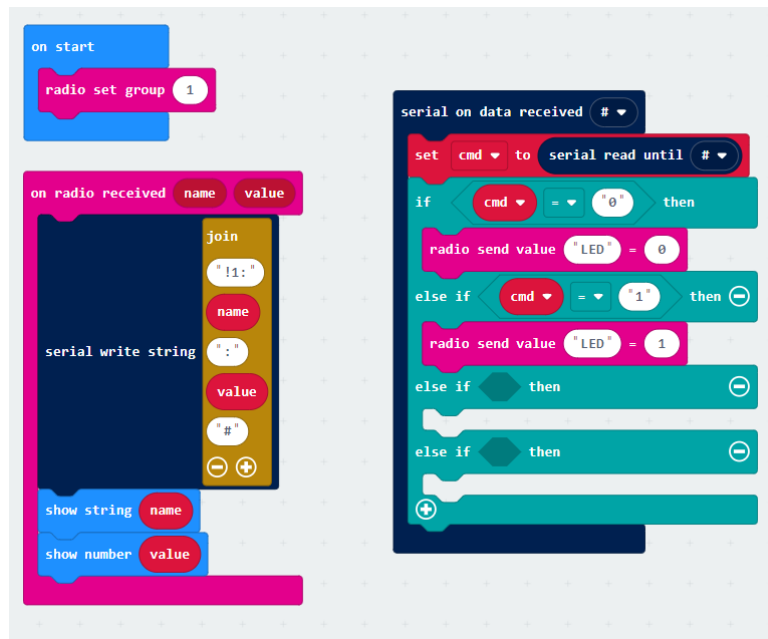 on start
radio set group 1
on radio received name value
serial write string
join
"!1:"
name
":"
value
"#"
show string name
show number value
serial on data received #
set cmd to serial read until #
if cmd = "0" then
radio send value "LED" = 0
else if cmd = "1" then
radio send value "LED" = 1
else if then
else if then